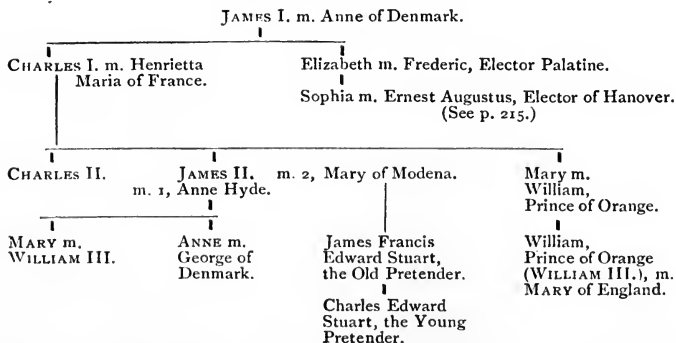 JAMES I. m. Anne of Denmark.
CHARLES I. m. Henrietta
Maria of France.
Elizabeth m. Frederic, Elector Palatine.
Sophia m. Ernest Augustus, Elector of Hanover.
(See p. 215.)
CHARLES II.
JAMES II. m. 2, Mary of Modena.
m. 1, Anne Hyde.
Mary m.
William,
Prince of Orange.
MARY m.
WILLIAM III.
ANNE m.
George of
Denmark.
James Francis
Edward Stuart,
the Old Pretender.
Charles Edward
Stuart, the Young
Pretender.
William,
Prince of Orange
(WILLIAM III.), m.
MARY of England.